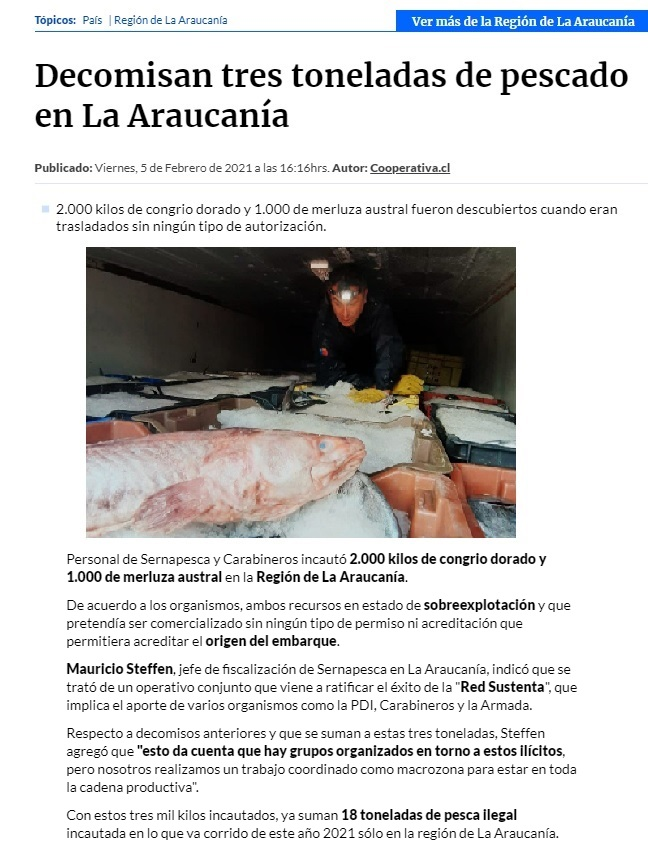 Tópicos: País | Región de La Araucanía
Ver más de la Región de La Araucanía
Decomisan tres toneladas de pescado
en La Araucanía
Publicado: Viernes, 5 de Febrero de 2021 a las 16:16hrs. Autor: Cooperativa.cl
2.000 kilos de congrio dorado y 1.000 de merluza austral fueron descubiertos cuando eran
trasladados sin ningún tipo de autorización.
Personal de Sernapesca y Carabineros incautó 2.000 kilos de congrio dorado y
1.000 de merluza austral en la Región de La Araucanía.
De acuerdo a los organismos, ambos recursos en estado de sobreexplotación y que
pretendía ser comercializado sin ningún tipo de permiso ni acreditación que
permitiera acreditar el origen del embarque.
Mauricio Steffen, jefe de fiscalización de Sernapesca en La Araucanía, indicó que se
trató de un operativo conjunto que viene a ratificar el éxito de la "Red Sustenta", que
implica el aporte de varios organismos como la PDI, Carabineros y la Armada.
Respecto a decomisos anteriores y que se suman a estas tres toneladas, Steffen
agregó que "esto da cuenta que hay grupos organizados en torno a estos ilícitos,
pero nosotros realizamos un trabajo coordinado como macrozona para estar en toda
la cadena productiva".
Con estos tres mil kilos incautados, ya suman 18 toneladas de pesca ilegal
incautada en lo que va corrido de este año 2021 sólo en la región de La Araucanía.